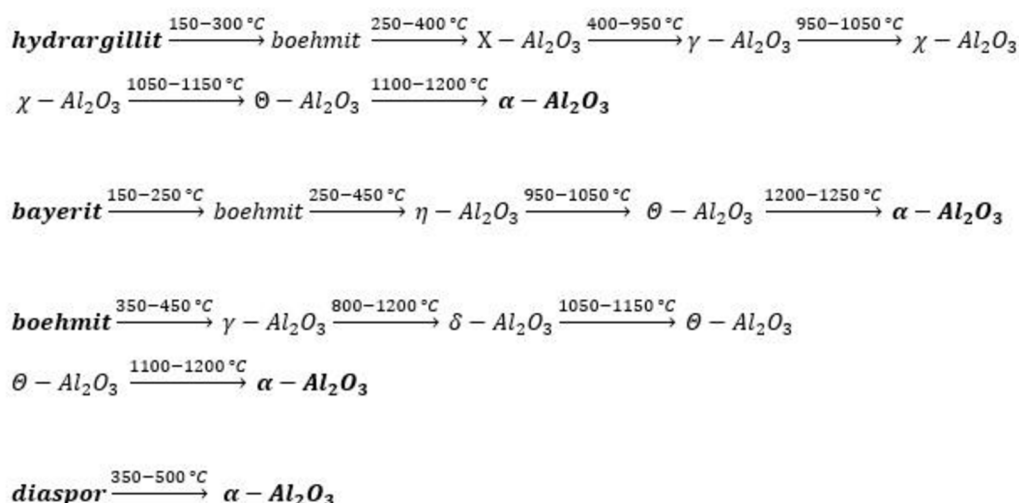 hydrargillit 150−300 °C → boehmit 250−400 °C → X − Al₂O₃ 400−950 °C → γ − Al₂O₃ 950−1050 °C → χ − Al₂O₃
χ − Al₂O₃ 1050−1150 °C → Θ − Al₂O₃ 1100−1200 °C → α − Al₂O₃
bayerit 150−250 °C → boehmit 250−450 °C → η − Al₂O₃ 950−1050 °C → Θ − Al₂O₃ 1200−1250 °C → α − Al₂O₃
boehmit 350−450 °C → γ − Al₂O₃ 800−1200 °C → δ − Al₂O₃ 1050−1150 °C → Θ − Al₂O₃
Θ − Al₂O₃ 1100−1200 °C → α − Al₂O₃
diaspor 350−500 °C → α − Al₂O₃